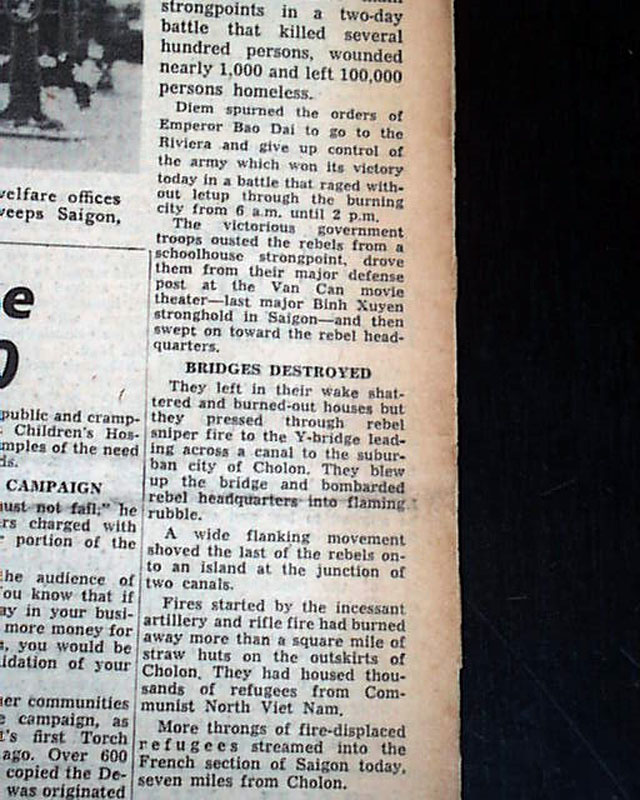 strongpoints in a two-day
battle that killed several
hundred persons, wounded
nearly 1,000 and left 100,000
persons homeless.
Diem spurned the orders of
Emperor Bao Dai to go to the
Riviera and give up control of
the army which won its victory
today in a battle that raged with-
out letup through the burning
city from 6 a.m. until 2 p.m.
The victorious government
troops ousted the rebels from a
schoolhouse strongpoint, drove
them from their major defense
post at the Van Can movie
theater—last major Binh Xuyen
stronghold in Saigon—and then
swept on toward the rebel head-
quarters.
BRIDGES DESTROYED
They left in their wake shat-
tered and burned-out houses but
they pressed through rebel
sniper fire to the Y-bridge lead-
ing across a canal to the subur-
ban city of Cholon. They blew
up the bridge and bombarded
rebel headquarters into flaming
rubble.
A wide flanking movement
shoved the last of the rebels on-
to an island at the junction of
two canals.
Fires started by the incessant
artillery and rifle fire had burned
away more than a square mile of
straw huts on the outskirts of
Cholon. They had housed thou-
sands of refugees from Com-
munist North Viet Nam.
More throngs of fire-displaced
refugees streamed into the
French section of Saigon today,
seven miles from Cholon.
welfare offices
weeps Saigon,
e
0
public and cramp-
Children's Hos-
mples of the need
ds.
CAMPAIGN
must not fail;" he
rs charged with
portion of the
he audience of
ou know that if
ay in your busi-
more money for
you would be
idation of your
er communities
e campaign, as
t's first Torch
ago. Over 600
copied the De-
was originated